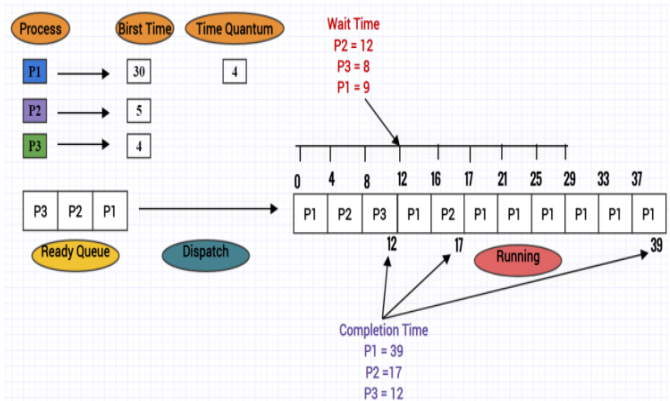 Process Birst Time Time Quantum
P1 30 4
P2 5
P3 4
Wait Time
P2 = 12
P3 = 8
P1 = 9
0 4 8 12 16 17 21 25 29 33 37
P3 P2 P1
P1 P2 P3 P1 P2 P1 P1 P1 P1 P1 P1
12 17 39
Ready Queue Dispatch Running
Completion Time
P1 = 39
P2 =17
P3 = 12